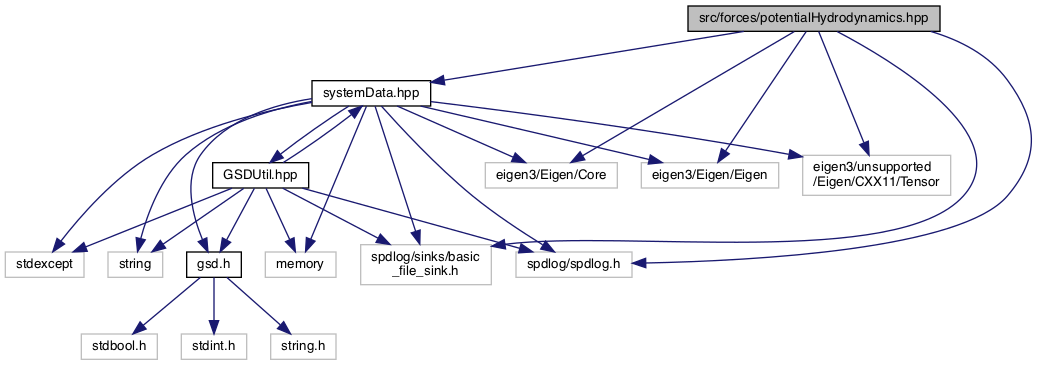 src/forces/potentialHydrodynamics.hpp
systemData.hpp
GSDUtil.hpp
eigen3/Eigen/Core
eigen3/Eigen/Eigen
eigen3/unsupported
/Eigen/CXX11/Tensor
stdexcept
string
gsd.h
memory
spdlog/sinks/basic
_file_sink.h
spdlog/spdlog.h
stdbool.h
stdint.h
string.h